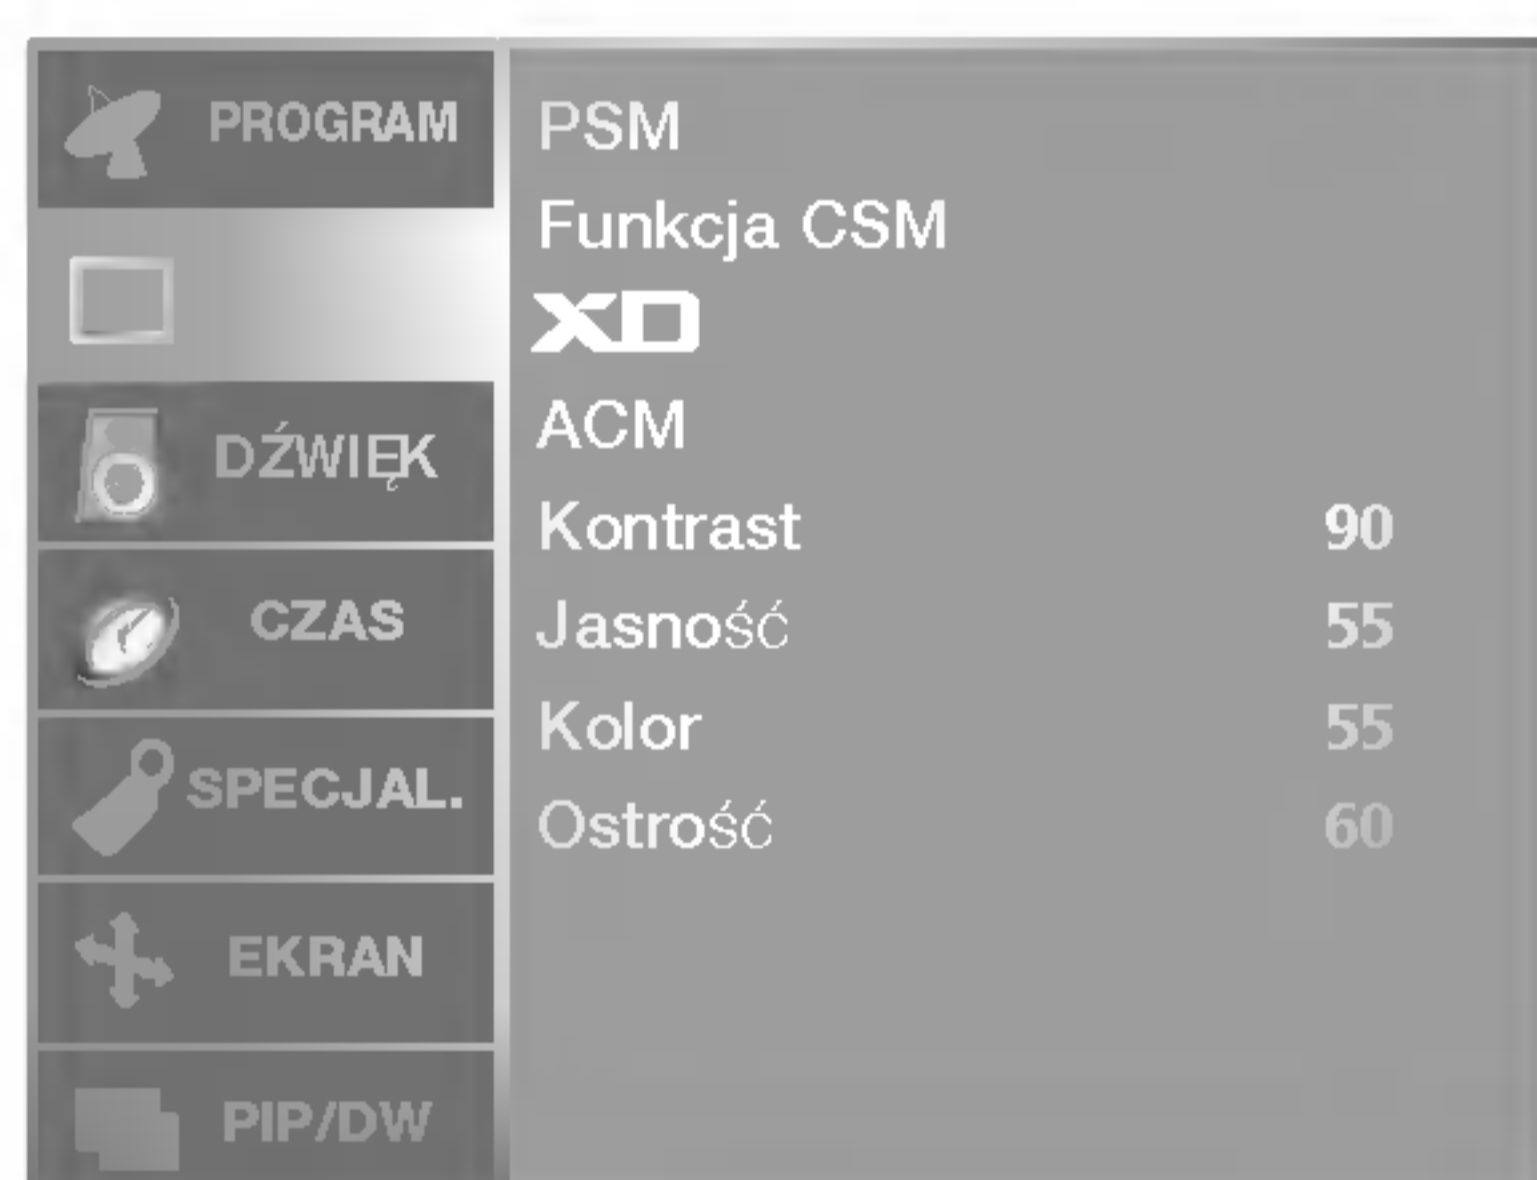 PROGRAM
DŹWIĘK
CZAS
SPECJAL.
EKRAN
PIP/DW
PSM
Funkcja CSM
XD
ACM
Kontrast 90
Jasność 55
Kolor 55
Ostrość 60